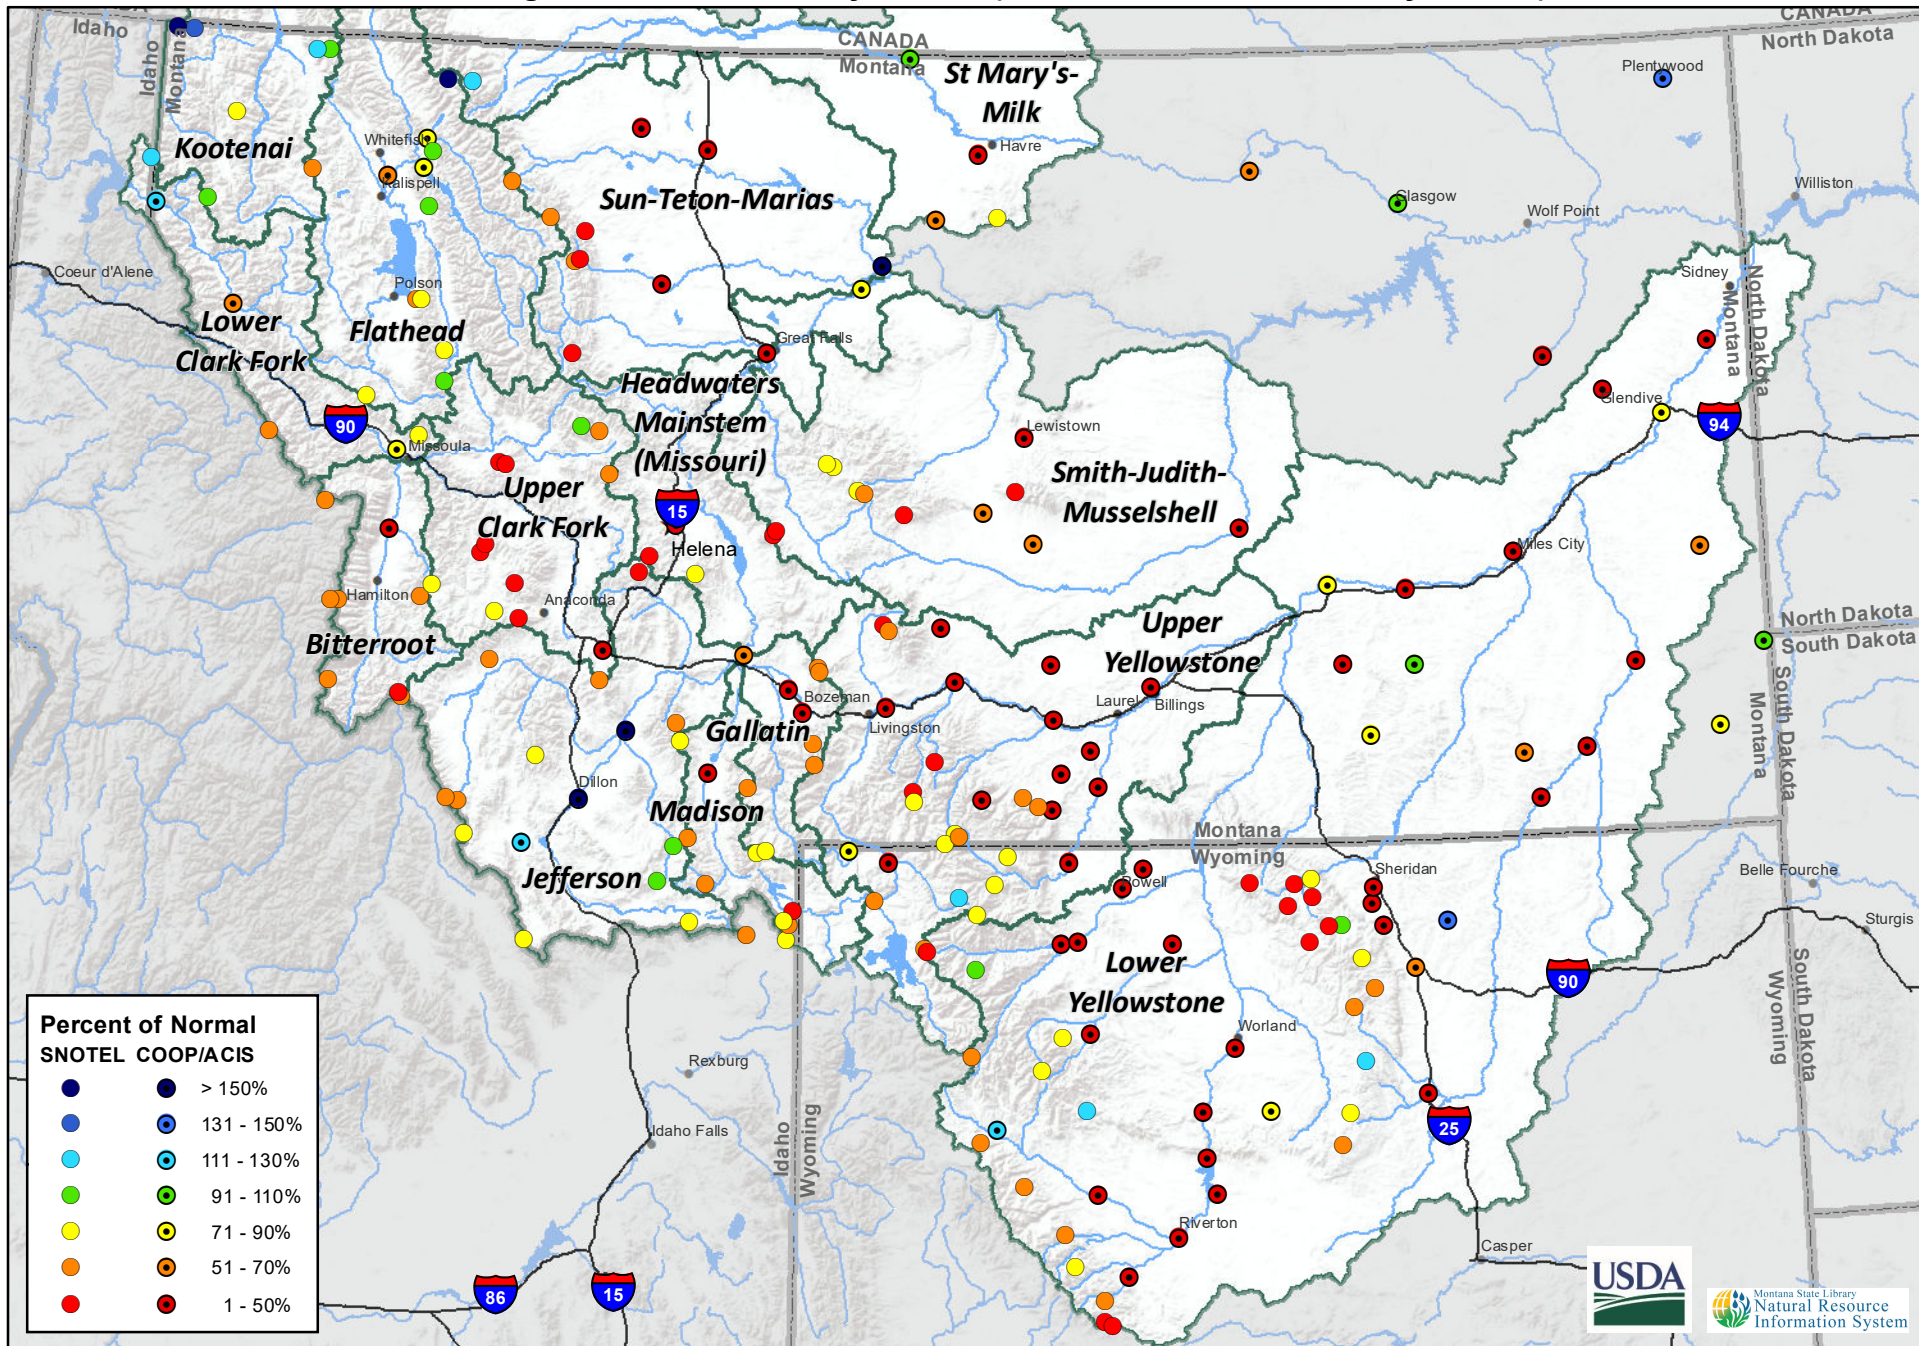 CANADA
Idaho
Idaho
Montana
CANADA
Montana
CANADA
North Dakota
St Mary's-
Milk
Plentywood
Kootenai
Whitefish
Kalispell
Havre
Sun-Teton-Marias
Glasgow
Wolf Point
Williston
Coeur d'Alene
Polson
Sidney
Montana
North Dakota
Lower
Clark Fork
Flathead
Great Falls
Headwaters
Mainstem
(Missouri)
Glendive
94
90
Missoula
Lewistown
Smith-Judith-
Musselshell
Upper
Clark Fork
15
Helena
Miles City
Hamilton
Anaconda
Bitterroot
Upper
Yellowstone
North Dakota
South Dakota
Bozeman
Livingston
Laurel
Billings
Gallatin
Montana
South Dakota
Dillon
Madison
Jefferson
Montana
Wyoming
Sheridan
Powell
Belle Fourche
Sturgis
Lower
Yellowstone
90
Wyoming
South Dakota
Worland
Rexburg
Idaho Falls
Idaho
Wyoming
25
Riverton
Casper
86
15
Percent of Normal
SNOTEL COOP/ACIS
> 150%
131 - 150%
111 - 130%
91 - 110%
71 - 90%
51 - 70%
1 - 50%
USDA
Montana State Library
Natural Resource
Information System